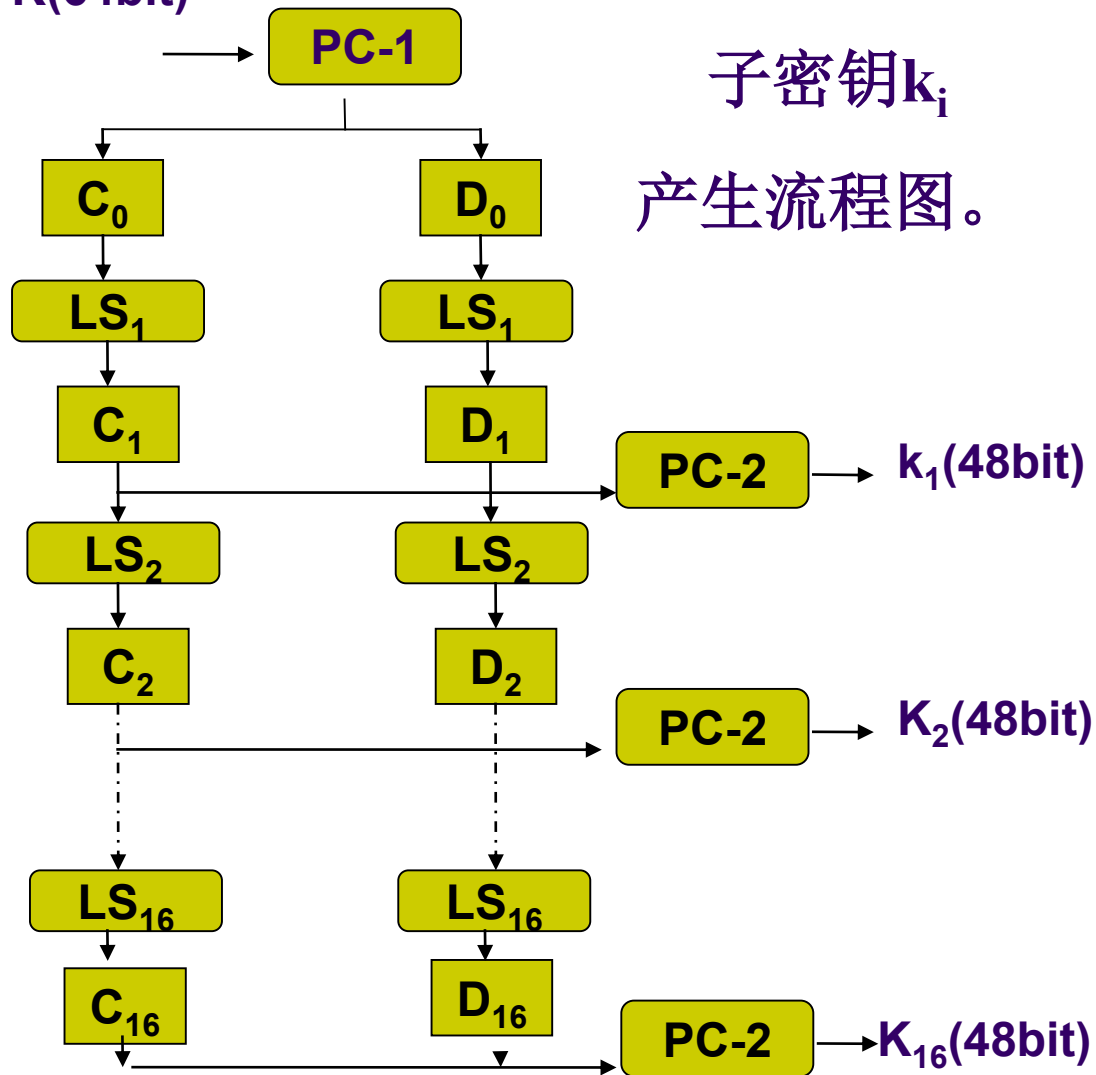 PC-1
子密钥kᵢ
产生流程图。
C₀ D₀
LS₁ LS₁
C₁ D₁
PC-2 k₁(48bit)
LS₂ LS₂
C₂ D₂
PC-2 K₂(48bit)
LS₁₆ LS₁₆
C₁₆ D₁₆
PC-2 K₁₆(48bit)